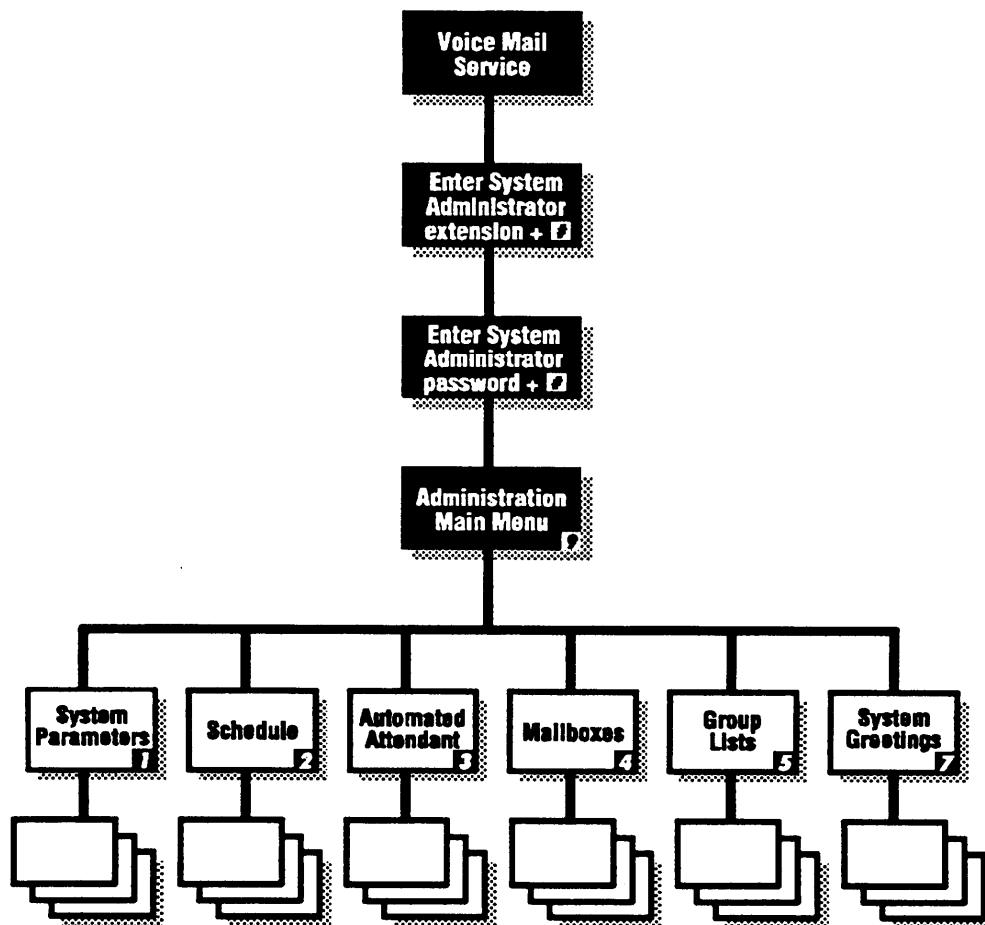 Voice Mail
Service
Enter System
Administrator
extension + #
Enter System
Administrator
password + #
Administration
Main Menu
9
System
Parameters
1
Schedule
2
Automated
Attendant
3
Mailboxes
4
Group
Lists
5
System
Greetings
7